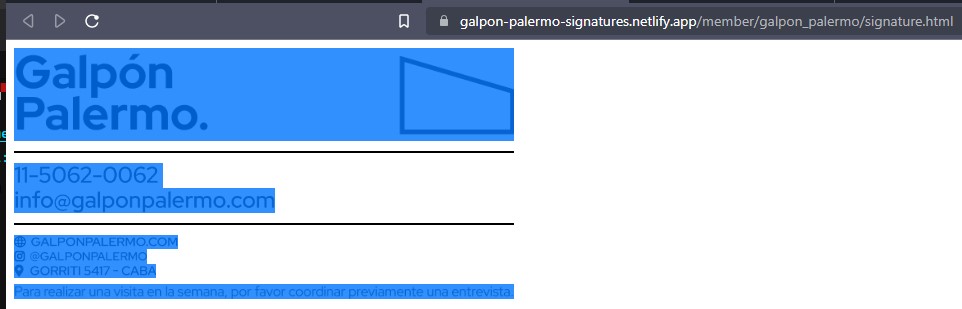 galpon-palermo-signatures.netlify.app/member/galpon_palermo/signature.html
Galpón
Palermo.
11-5062-0062
info@galponpalermo.com
GALPONPALERMO.COM
@GALPONPALERMO
GORRITI 5417 - CABA
Para realizar una visita en la semana, por favor coordinar previamente una entrevista.